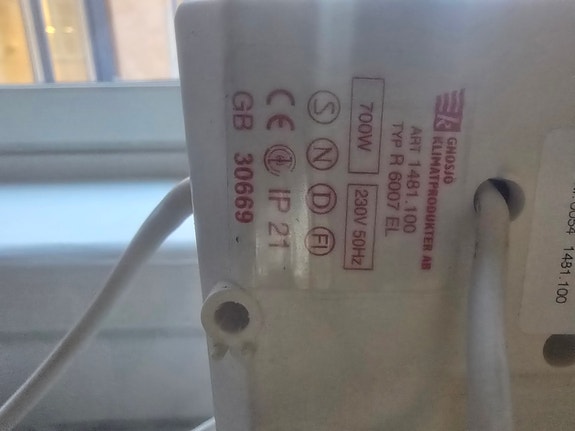 GNOSJÖ
KLIMATPRODUKTER AB
ART 1481.100
TYP R 6007 EL
700W 230V 50Hz
S N D FI
CE IP 21
GB 30669
1481.100